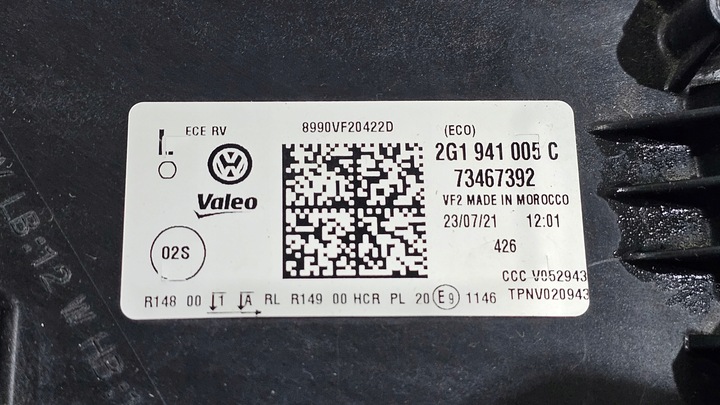 L ECE RV
8990VF20422D
(ECO)
2G1 941 005 C
73467392
VF2 MADE IN MOROCCO
23/07/21 12:01
426
Valeo
02S
CCC V052943
TPNV020943
R148 00 1 A RL R149 00 HCR PL 20 E9 1146